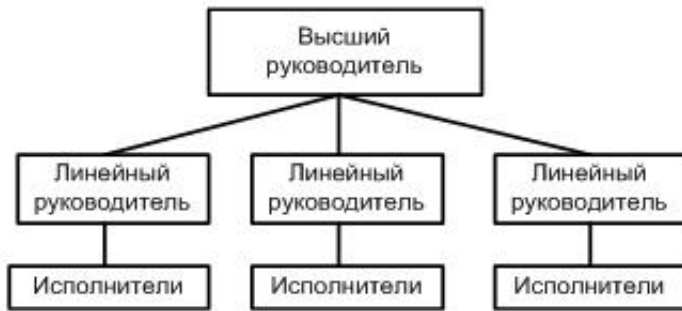 Высший
руководитель
Линейный
руководитель
Линейный
руководитель
Линейный
руководитель
Исполнители
Исполнители
Исполнители